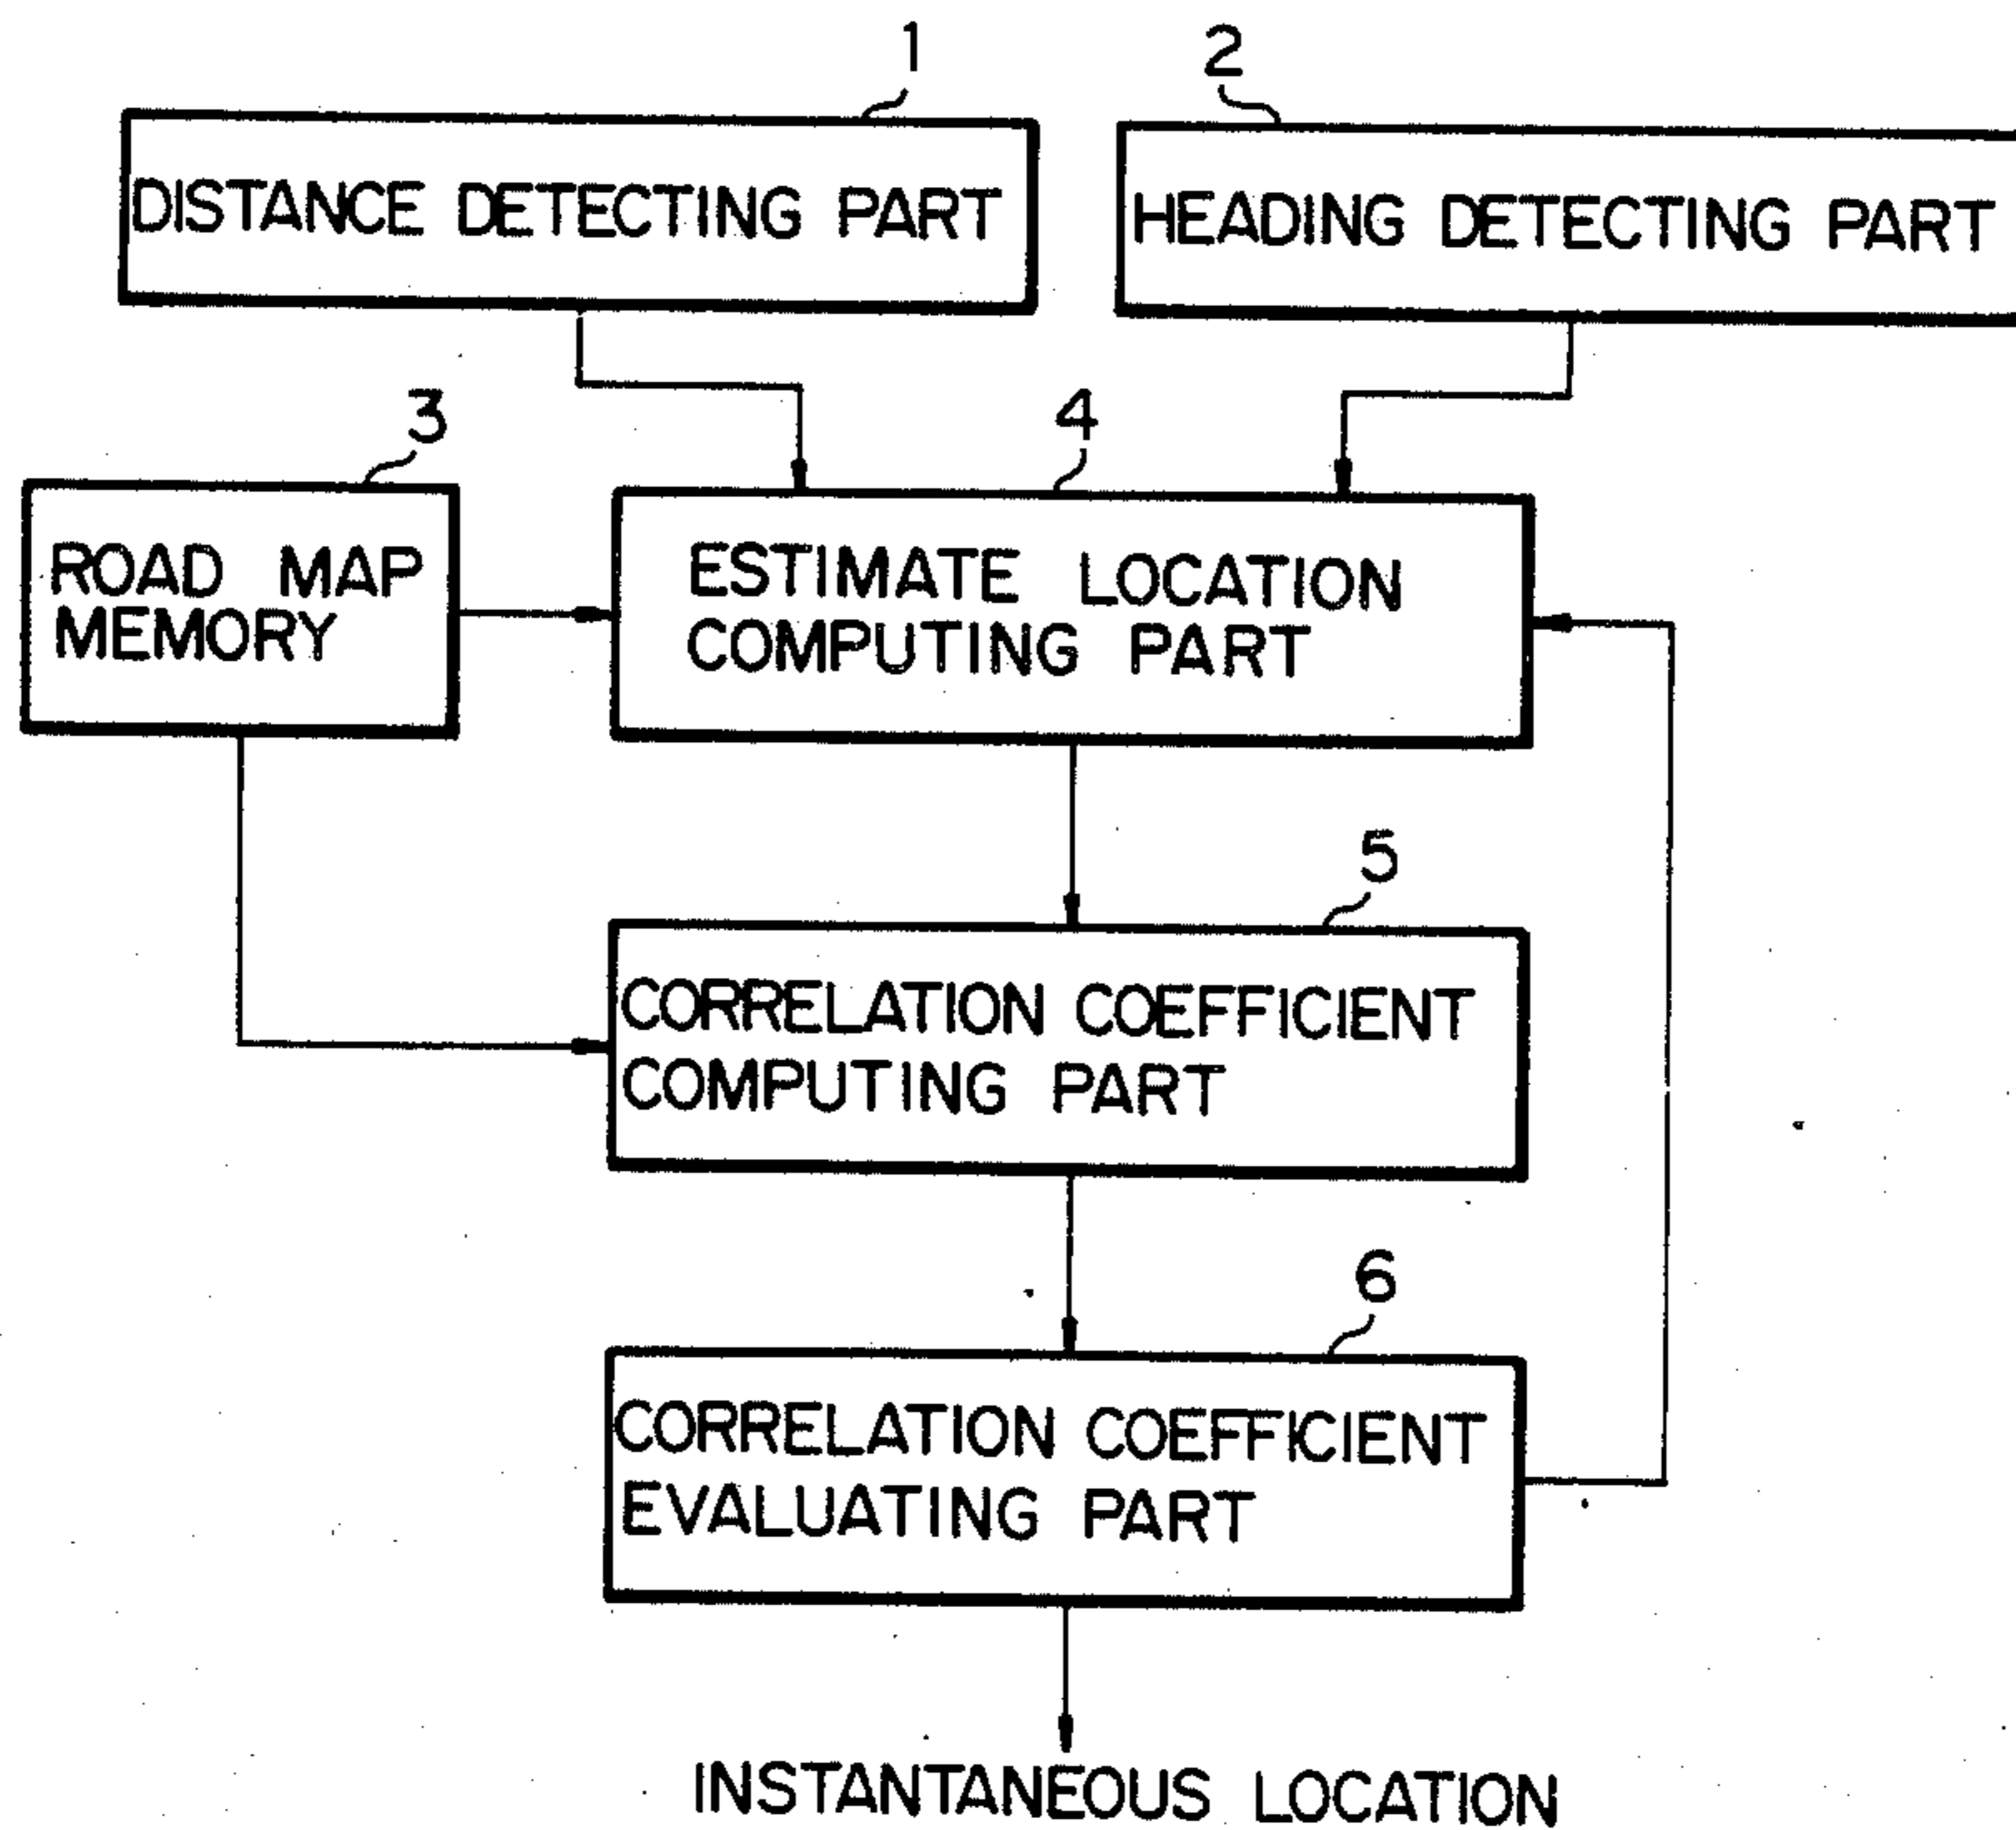 1
2
DISTANCE DETECTING PART
HEADING DETECTING PART
3
4
ROAD MAP
MEMORY
ESTIMATE LOCATION
COMPUTING PART
5
CORRELATION COEFFICIENT
COMPUTING PART
6
CORRELATION COEFFICIENT
EVALUATING PART
INSTANTANEOUS LOCATION